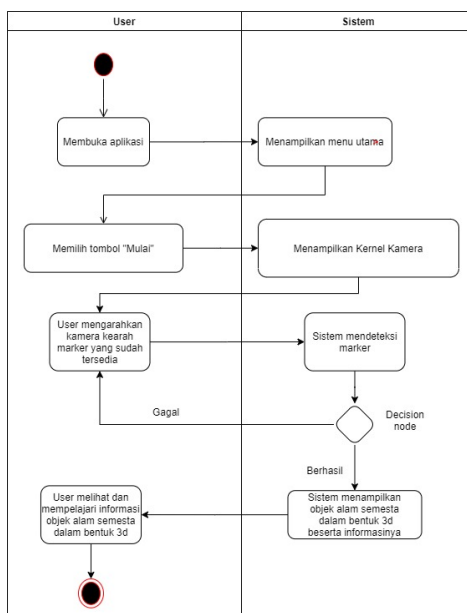 User
Sistem
Membuka aplikasi
Menampilkan menu utama
Memilih tombol "Mulai"
Menampilkan Kernel Kamera
User mengarahkan
kamera kearah
marker yang sudah
tersedia
Sistem mendeteksi
marker
Gagal
Decision
node
Berhasil
User melihat dan
mempelajari informasi
objek alam semesta
dalam bentuk 3d
Sistem menampilkan
objek alam semesta
dalam bentuk 3d
beserta informasinya